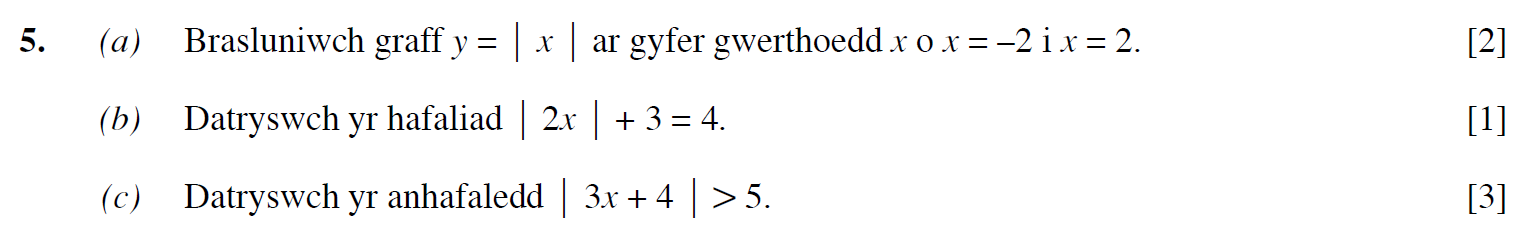 5. (a) Brasluniwch graff y = | x | ar gyfer gwerthoedd x o x = –2 i x = 2. [2]
(b) Datryswch yr hafaliad | 2x | + 3 = 4. [1]
(c) Datryswch yr anhafaledd | 3x + 4 | > 5. [3]